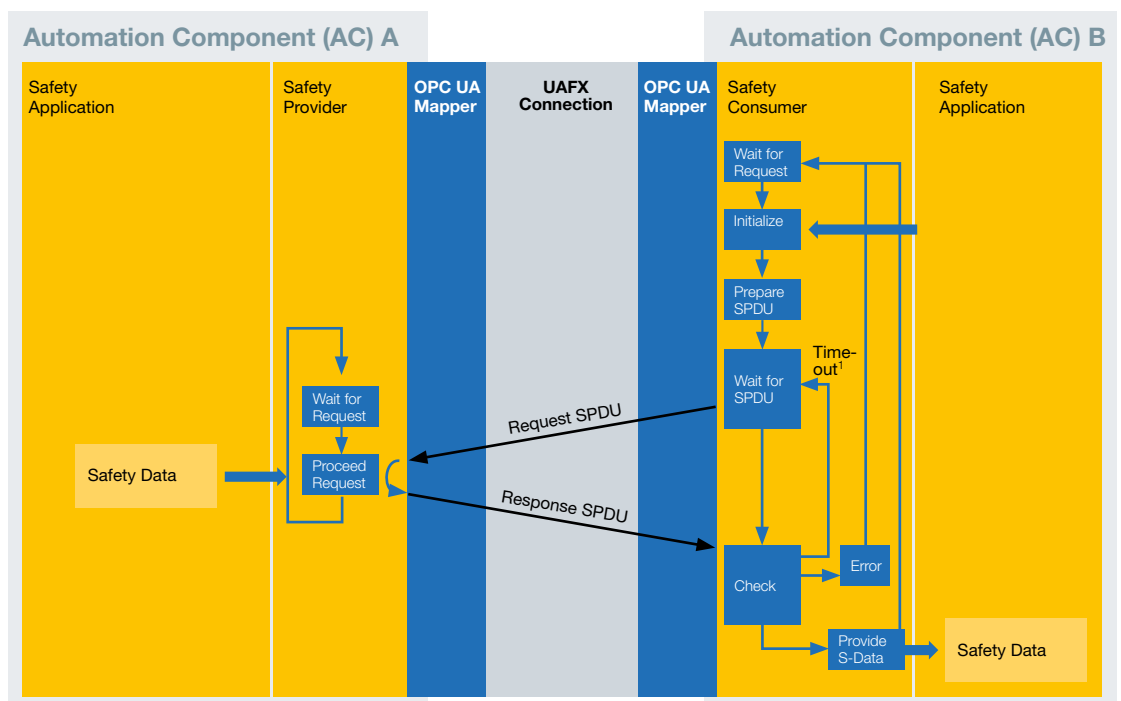 Automation Component (AC) A
Automation Component (AC) B
Safety
Application
Safety
Provider
OPC UA
Mapper
UAFX
Connection
OPC UA
Mapper
Safety
Consumer
Safety
Application
Wait for
Request
Initialize
Prepare
SPDU
Time-
out¹
Wait for
SPDU
Wait for
Request
Request SPDU
Safety Data
Proceed
Request
Response SPDU
Check
Error
Provide
S-Data
Safety Data